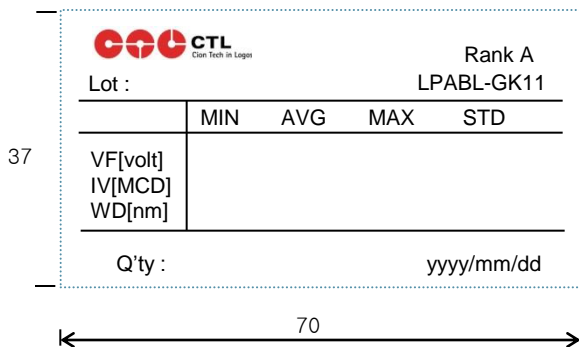 CTL
Cion Tech in Logos
Rank A
Lot :
LPABL-GK11
MIN AVG MAX STD
37
VF[volt]
IV[MCD]
WD[nm]
Q'ty :
yyyy/mm/dd
70